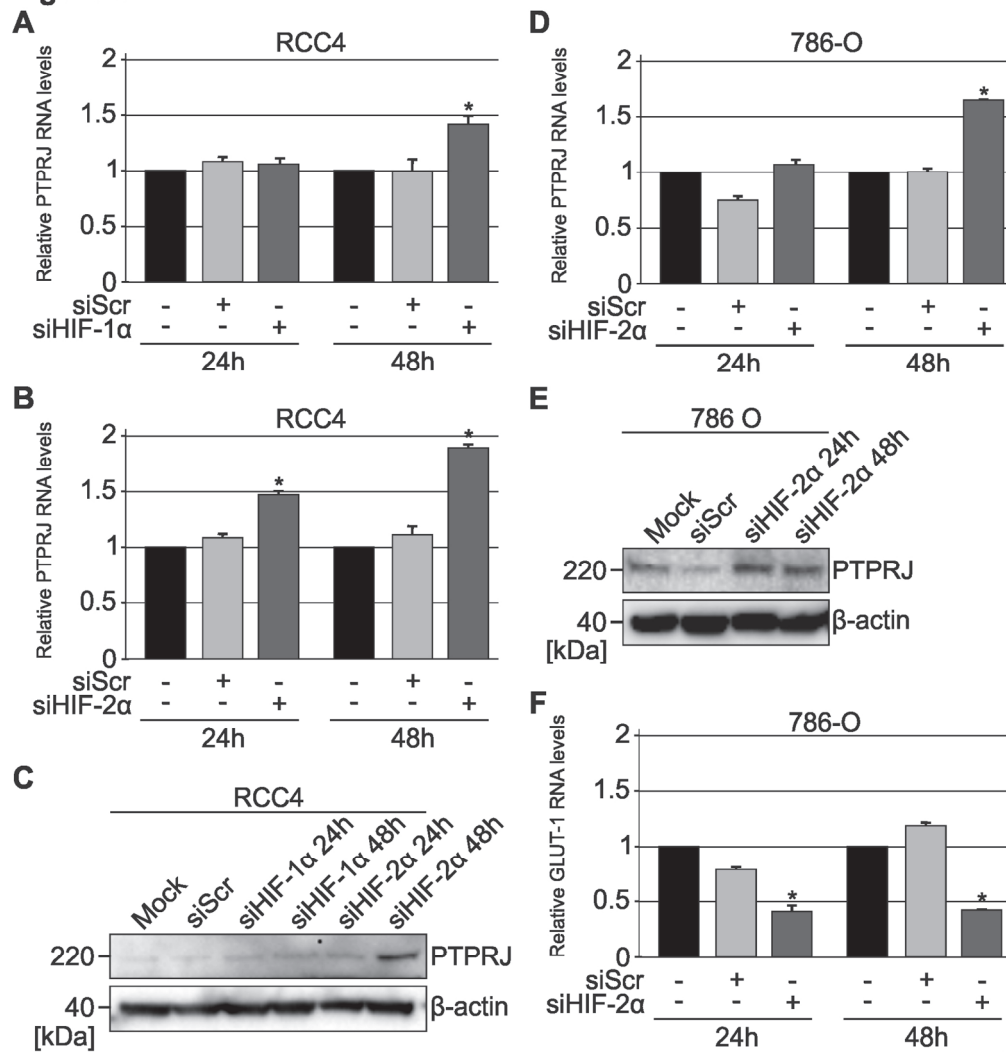 A
RCC4
Relative PTPRJ RNA levels
2
1.5
1
0.5
0
*
siScr - + - - + -
siHIF-1α - - + - - +
24h 48h
B
RCC4
Relative PTPRJ RNA levels
2
1.5
1
0.5
0
* *
siScr - + - - + -
siHIF-2α - - + - - +
24h 48h
C
RCC4
Mock siScr siHIF-1α 24h siHIF-1α 48h siHIF-2α 24h siHIF-2α 48h
220 PTPRJ
40 β-actin
[kDa]
D
786-O
Relative PTPRJ RNA levels
2
1.5
1
0.5
0
*
siScr - + - - + -
siHIF-2α - - + - - +
24h 48h
E
786 O
Mock siScr siHIF-2α 24h siHIF-2α 48h
220 PTPRJ
40 β-actin
[kDa]
F
786-O
Relative GLUT-1 RNA levels
2
1.5
1
0.5
0
* *
siScr - + - - + -
siHIF-2α - - + - - +
24h 48h